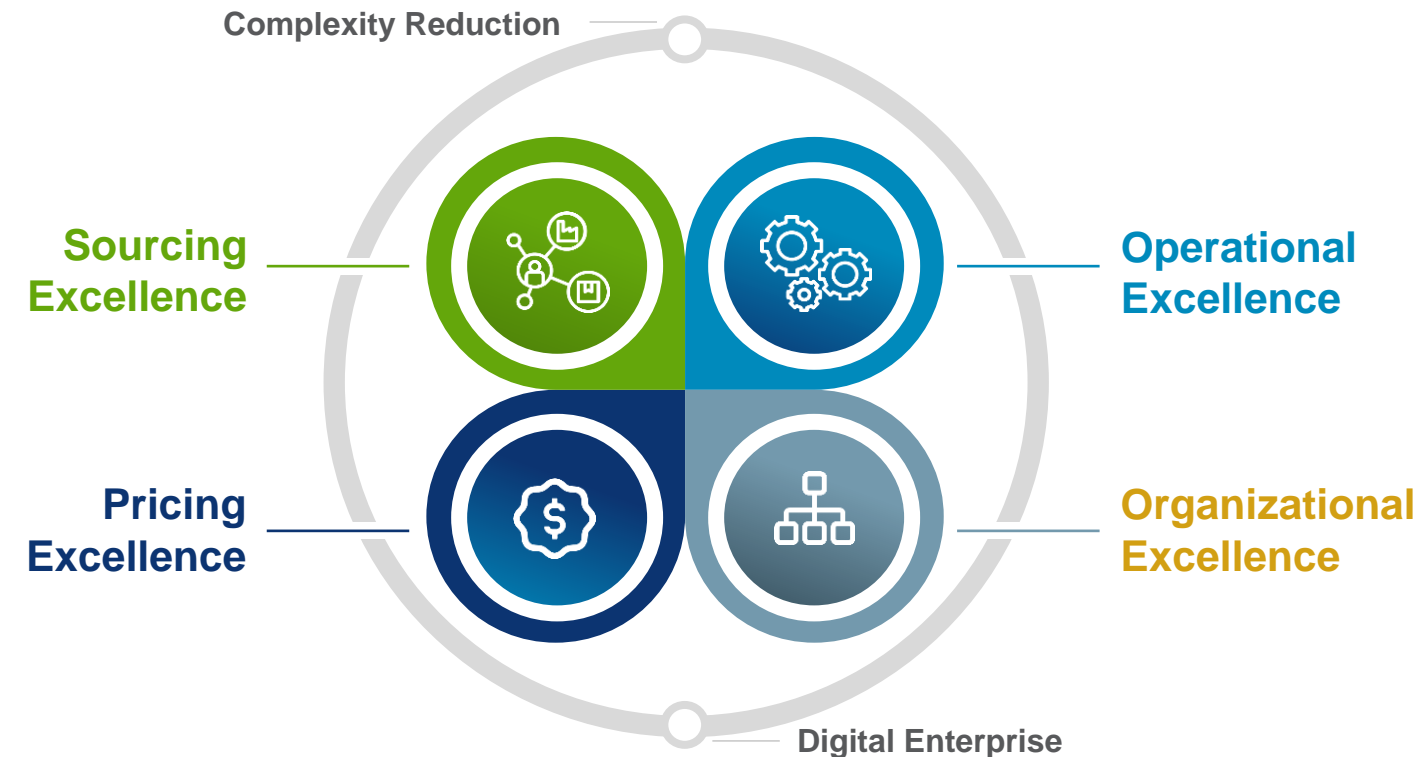 Complexity Reduction
Sourcing
Excellence
Operational
Excellence
Pricing
Excellence
$
Organizational
Excellence
Digital Enterprise